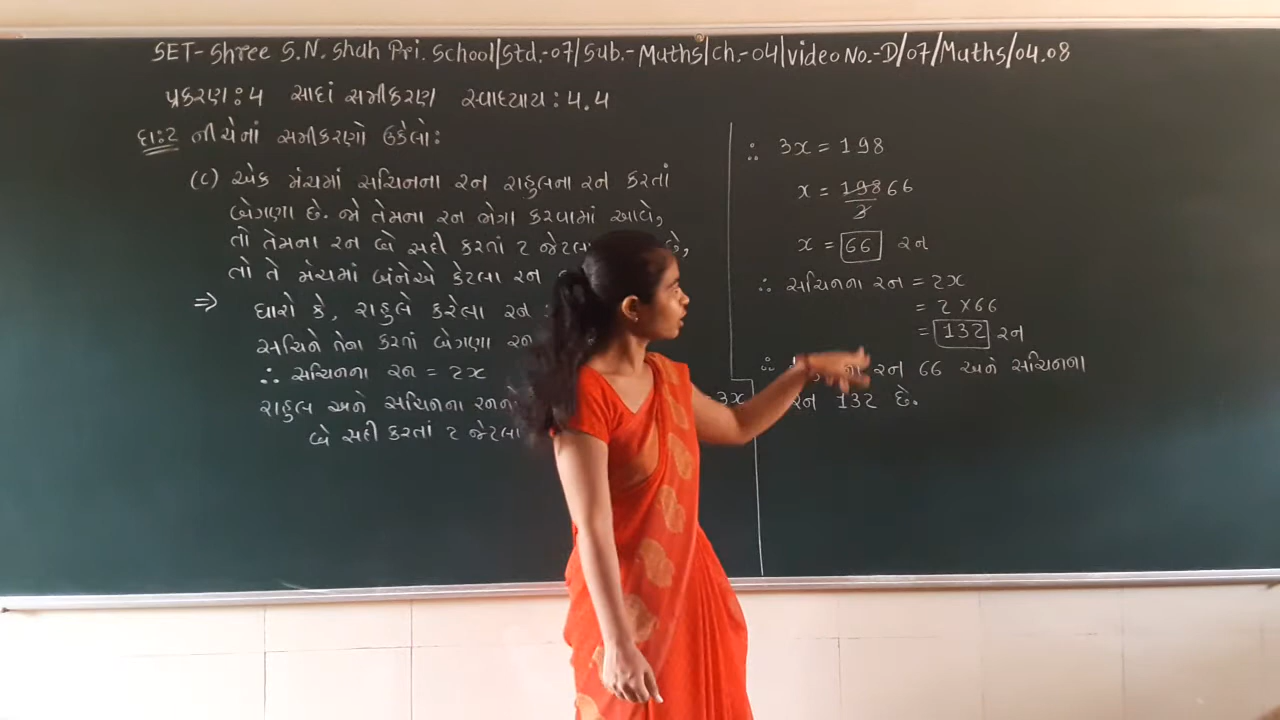 SET- Shree S.N. Shah Pri. School/Std.-07/Sub.- Maths/ch.-04/Video No.-D/07/Maths/04.08
પ્રકરણ : 4 સાદાં સમીકરણ સ્વાધ્યાય : 4.4
દા:2 નીચેનાં સમીકરણો ઉકેલો:
(c) એક મેચમાં સચિનના રન રાહુલના રન કરતાં
બેગણા છે. જો તેમના રન ભેગા કરવામાં આવે,
તો તેમના રન બે સદી કરતાં 2 જેટલા
તો તે મેચમાં બંનેએ કેટલા રન
⇒ ધારો કે, રાહુલે કરેલા રન
સચિને તેના કરતાં બેગણા રન
∴ સચિનના રન = 2x
રાહુલ અને સચિનના રનનો = 3x
બે સદી કરતાં 2 જેટલા
∴ 3x = 198
x = 198 66
3
x = 66 રન
∴ સચિનના રન = 2x
= 2 × 66
= 132 રન
∴ રન 66 અને સચિનના
રન 132 છે.